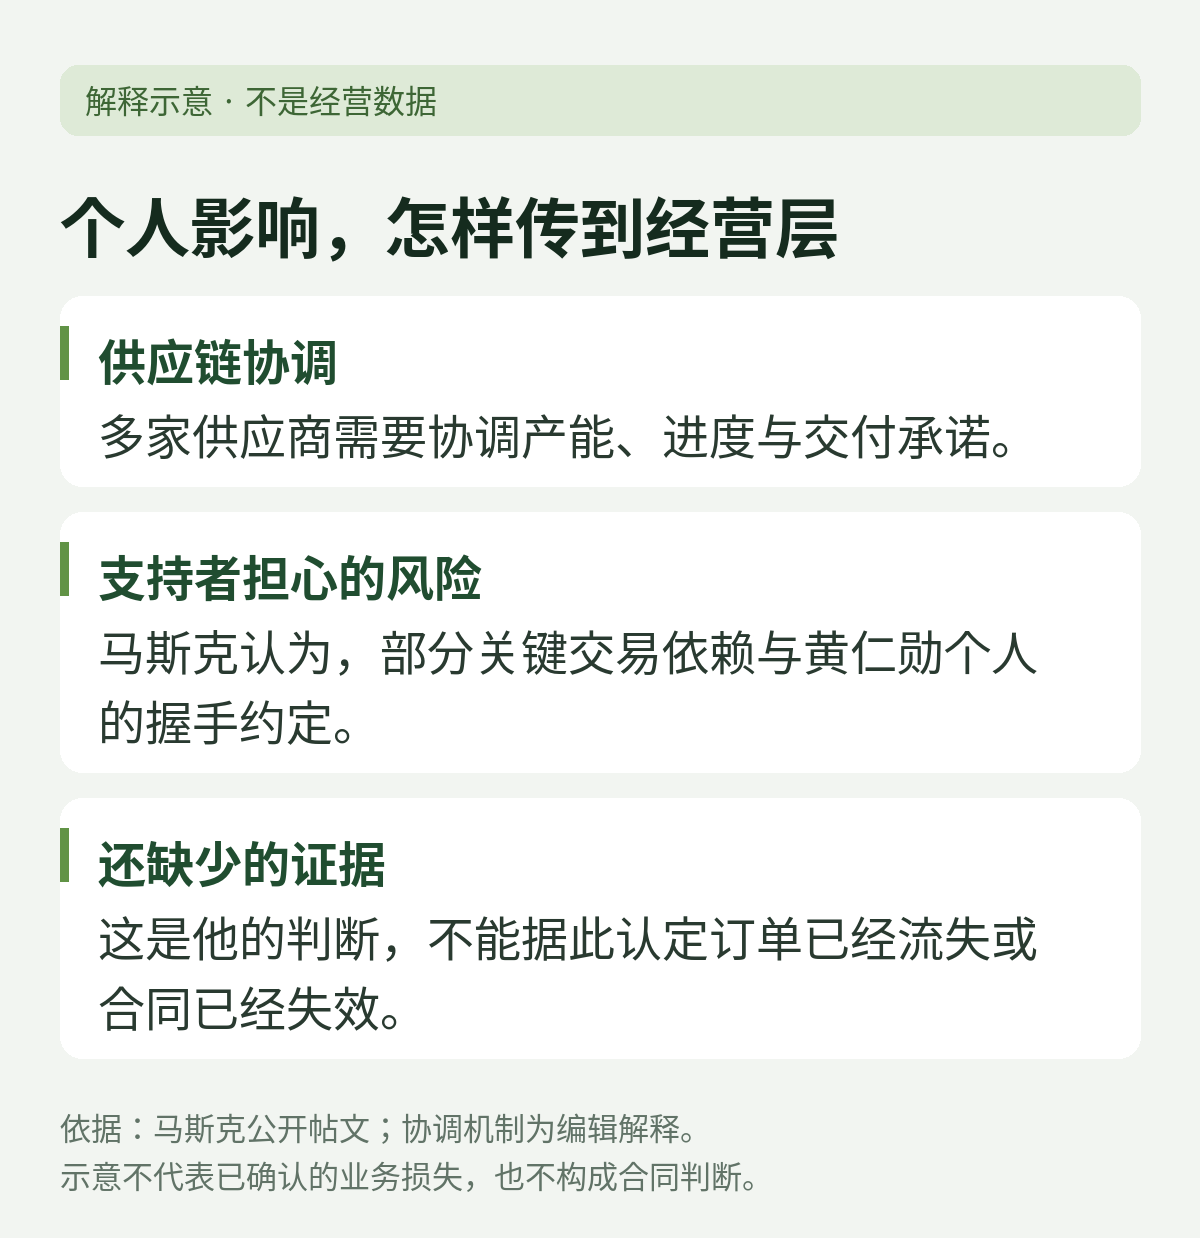 解释示意 · 不是经营数据
个人影响，怎样传到经营层
供应链协调
多家供应商需要协调产能、进度与交付承诺。
支持者担心的风险
马斯克认为，部分关键交易依赖与黄仁勋个人
的握手约定。
还缺少的证据
这是他的判断，不能据此认定订单已经流失或
合同已经失效。
依据：马斯克公开帖文；协调机制为编辑解释。
示意不代表已确认的业务损失，也不构成合同判断。